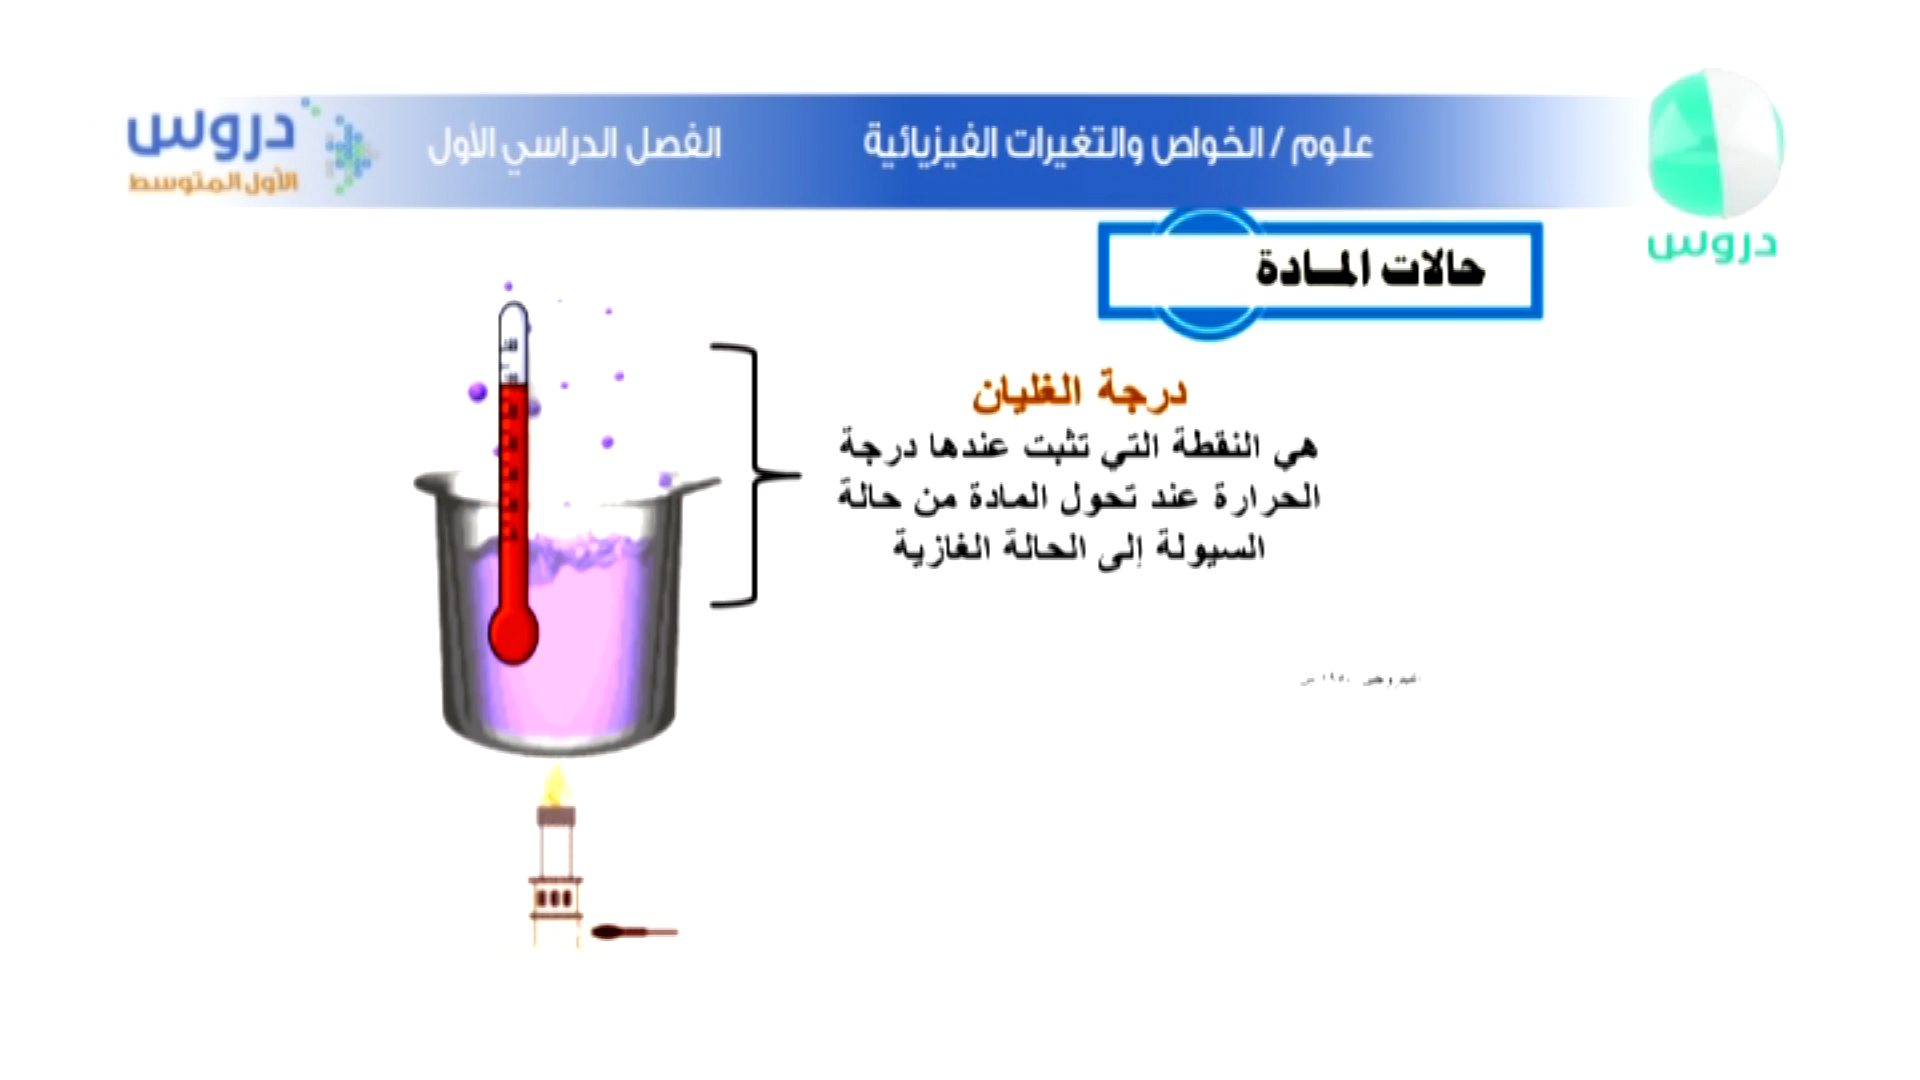 علوم / الخواص والتغيرات الفيزيائية
الفصل الدراسي الأول
دروس
الأول المتوسط
دروس
حالات المادة
درجة الغليان
هي النقطة التي تثبت عندها درجة
الحرارة عند تحول المادة من حالة
السيولة إلى الحالة الغازية